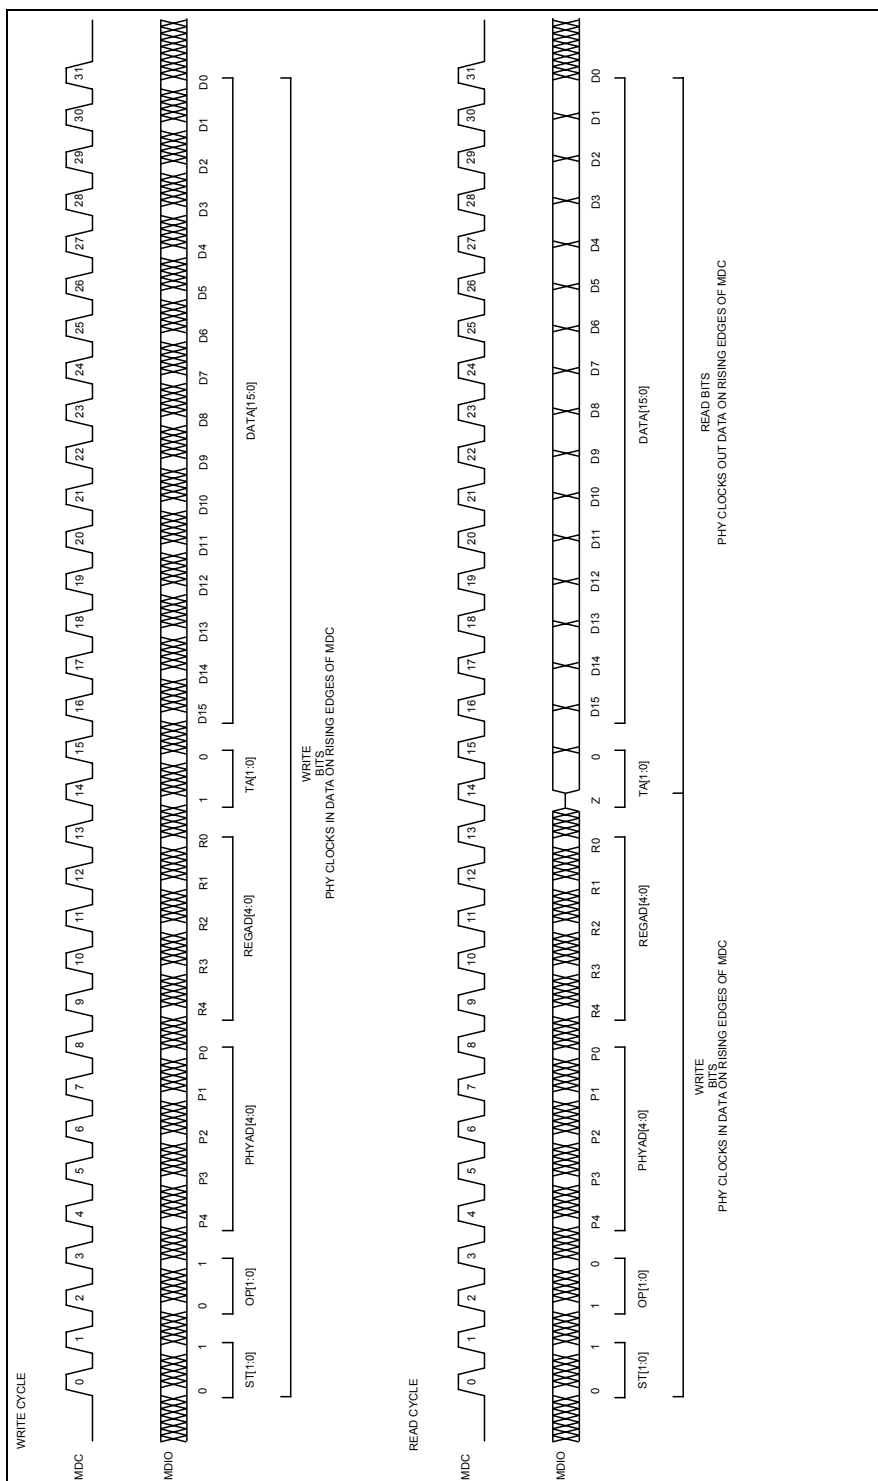 WRITE CYCLE
MDC
0 1 2 3 4 5 6 7 8 9 10 11 12 13 14 15 16 17 18 19 20 21 22 23 24 25 26 27 28 29 30 31
MDIO
0 1 0 1 P4 P3 P2 P1 P0 R4 R3 R2 R1 R0 1 0 D15 D14 D13 D12 D11 D10 D9 D8 D7 D6 D5 D4 D3 D2 D1 D0
ST[1:0] OP[1:0] PHYAD[4:0] REGAD[4:0] TA[1:0] DATA[15:0]
WRITE
BITS
PHY CLOCKS IN DATA ON RISING EDGES OF MDC
READ CYCLE
MDC
0 1 2 3 4 5 6 7 8 9 10 11 12 13 14 15 16 17 18 19 20 21 22 23 24 25 26 27 28 29 30 31
MDIO
0 1 1 0 P4 P3 P2 P1 P0 R4 R3 R2 R1 R0 Z 0 D15 D14 D13 D12 D11 D10 D9 D8 D7 D6 D5 D4 D3 D2 D1 D0
ST[1:0] OP[1:0] PHYAD[4:0] REGAD[4:0] TA[1:0] DATA[15:0]
WRITE
BITS
PHY CLOCKS IN DATA ON RISING EDGES OF MDC
READ BITS
PHY CLOCKS OUT DATA ON RISING EDGES OF MDC